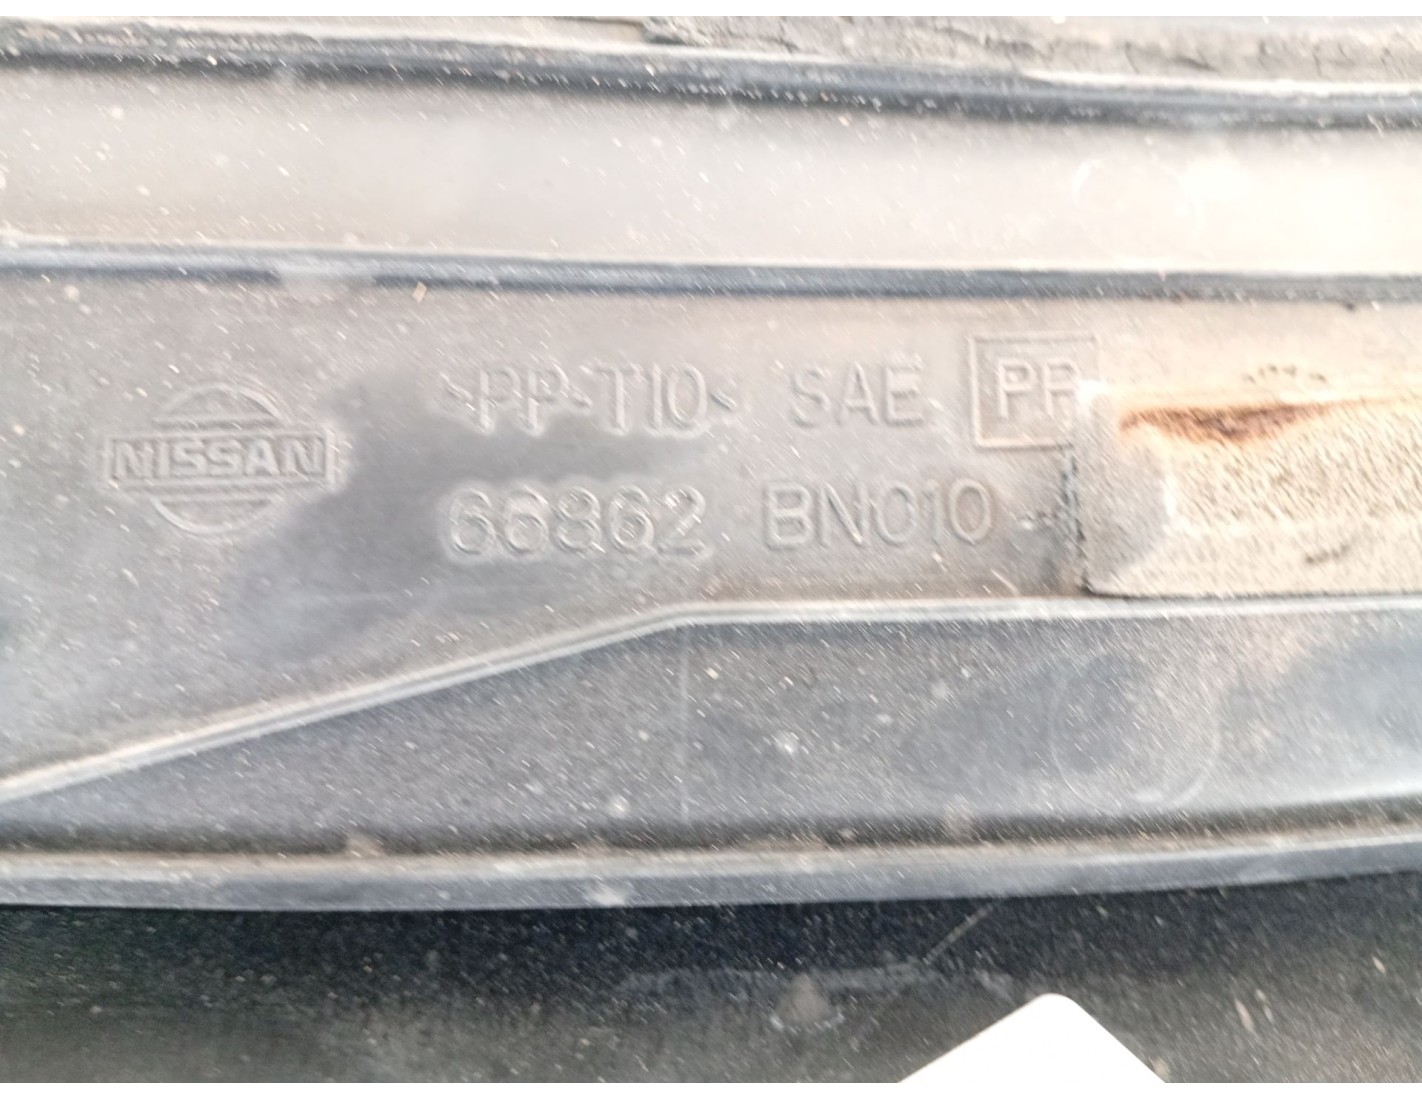 NISSAN
>PP-T10< SAE PP
66862 BN010